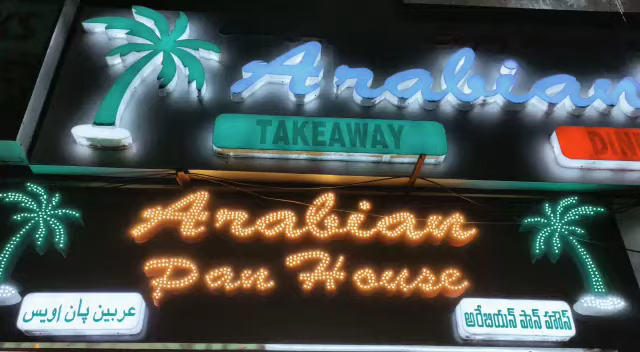 Arabian
TAKEAWAY
Arabian
Pan House
عربین پان اویس
అరేబియన్ పాన్ హౌస్